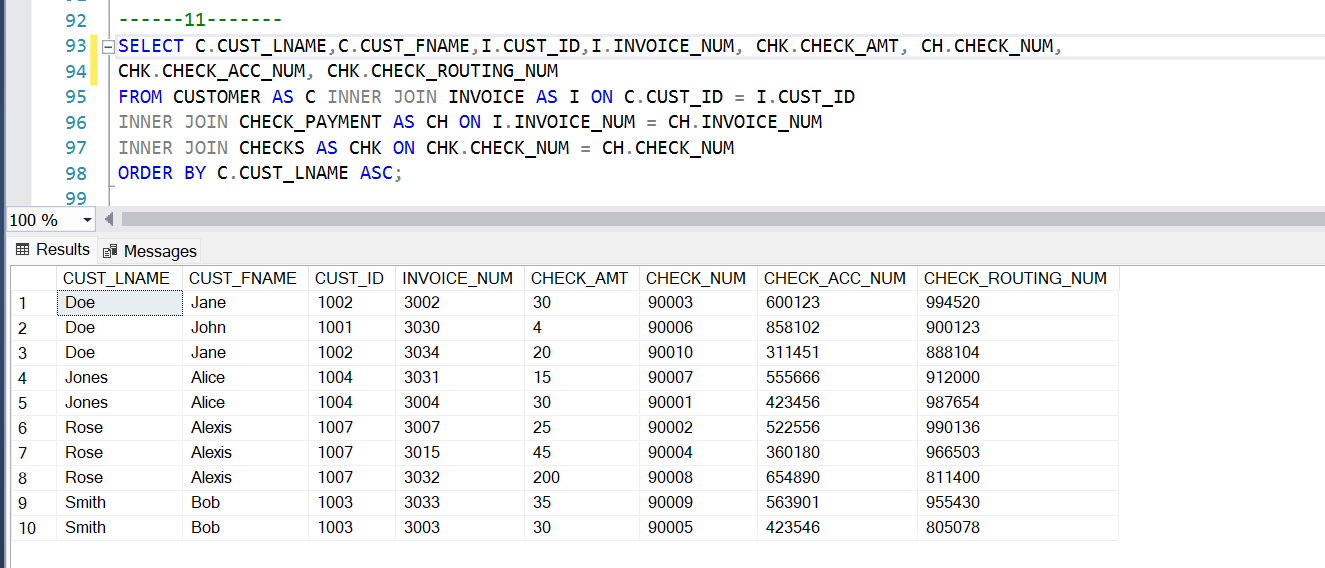 92 ------11-------
93 SELECT C.CUST_LNAME,C.CUST_FNAME,I.CUST_ID,I.INVOICE_NUM, CHK.CHECK_AMT, CH.CHECK_NUM,
94 CHK.CHECK_ACC_NUM, CHK.CHECK_ROUTING_NUM
95 FROM CUSTOMER AS C INNER JOIN INVOICE AS I ON C.CUST_ID = I.CUST_ID
96 INNER JOIN CHECK_PAYMENT AS CH ON I.INVOICE_NUM = CH.INVOICE_NUM
97 INNER JOIN CHECKS AS CHK ON CHK.CHECK_NUM = CH.CHECK_NUM
98 ORDER BY C.CUST_LNAME ASC;
99
100 %
Results Messages
CUST_LNAME CUST_FNAME CUST_ID INVOICE_NUM CHECK_AMT CHECK_NUM CHECK_ACC_NUM CHECK_ROUTING_NUM
1 Doe Jane 1002 3002 30 90003 600123 994520
2 Doe John 1001 3030 4 90006 858102 900123
3 Doe Jane 1002 3034 20 90010 311451 888104
4 Jones Alice 1004 3031 15 90007 555666 912000
5 Jones Alice 1004 3004 30 90001 423456 987654
6 Rose Alexis 1007 3007 25 90002 522556 990136
7 Rose Alexis 1007 3015 45 90004 360180 966503
8 Rose Alexis 1007 3032 200 90008 654890 811400
9 Smith Bob 1003 3033 35 90009 563901 955430
10 Smith Bob 1003 3003 30 90005 423546 805078